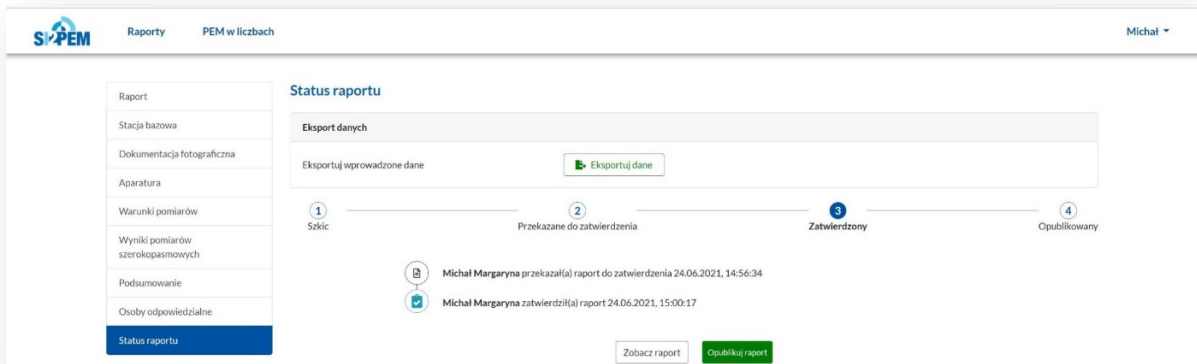 SI2PEM
Raporty
PEM w liczbach
Michał
Raport
Stacja bazowa
Dokumentacja fotograficzna
Aparatura
Warunki pomiarów
Wyniki pomiarów
szerokopasmowych
Podsumowanie
Osoby odpowiedzialne
Status raportu
Status raportu
Eksport danych
Eksportuj wprowadzone dane
Eksportuj dane
1
Szkic
2
Przekazane do zatwierdzenia
3
Zatwierdzony
4
Opublikowany
Michał Margaryna przekazał(a) raport do zatwierdzenia 24.06.2021, 14:56:34
Michał Margaryna zatwierdził(a) raport 24.06.2021, 15:00:17
Zobacz raport
Opublikuj raport